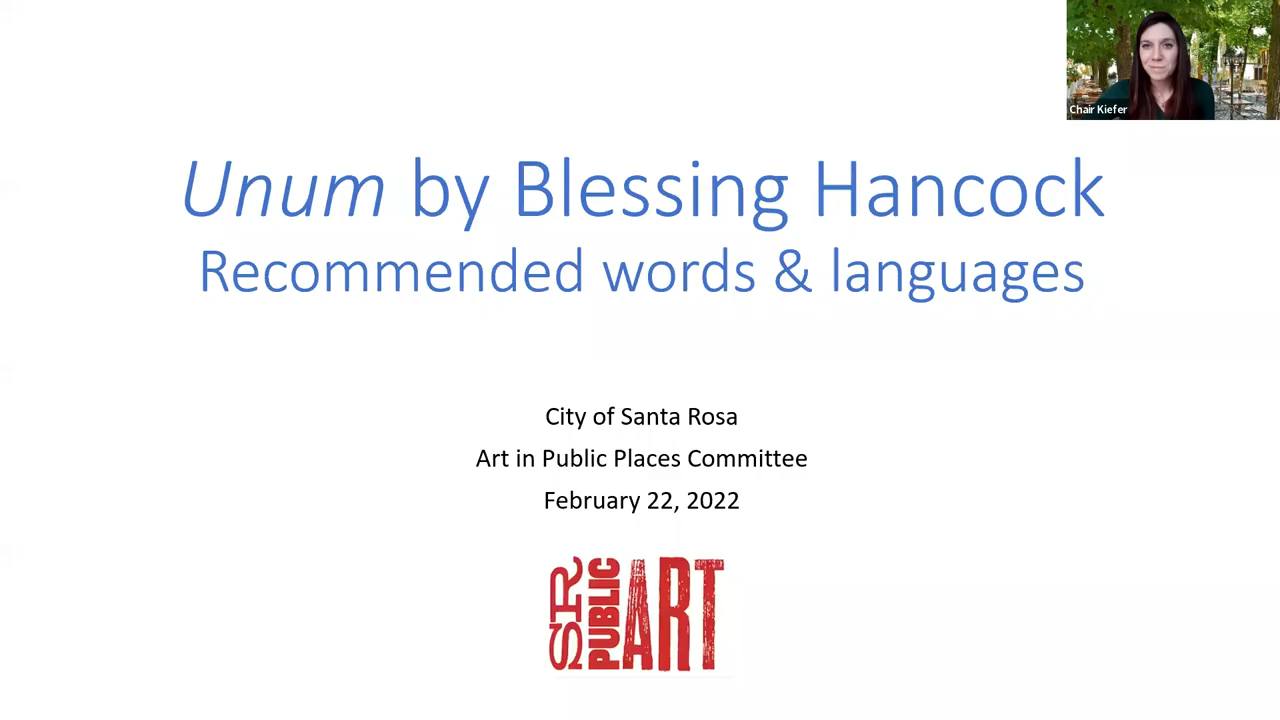 Chair Kiefer
Unum by Blessing Hancock
Recommended words & languages
City of Santa Rosa
Art in Public Places Committee
February 22, 2022
SR
PUBLIC
ART